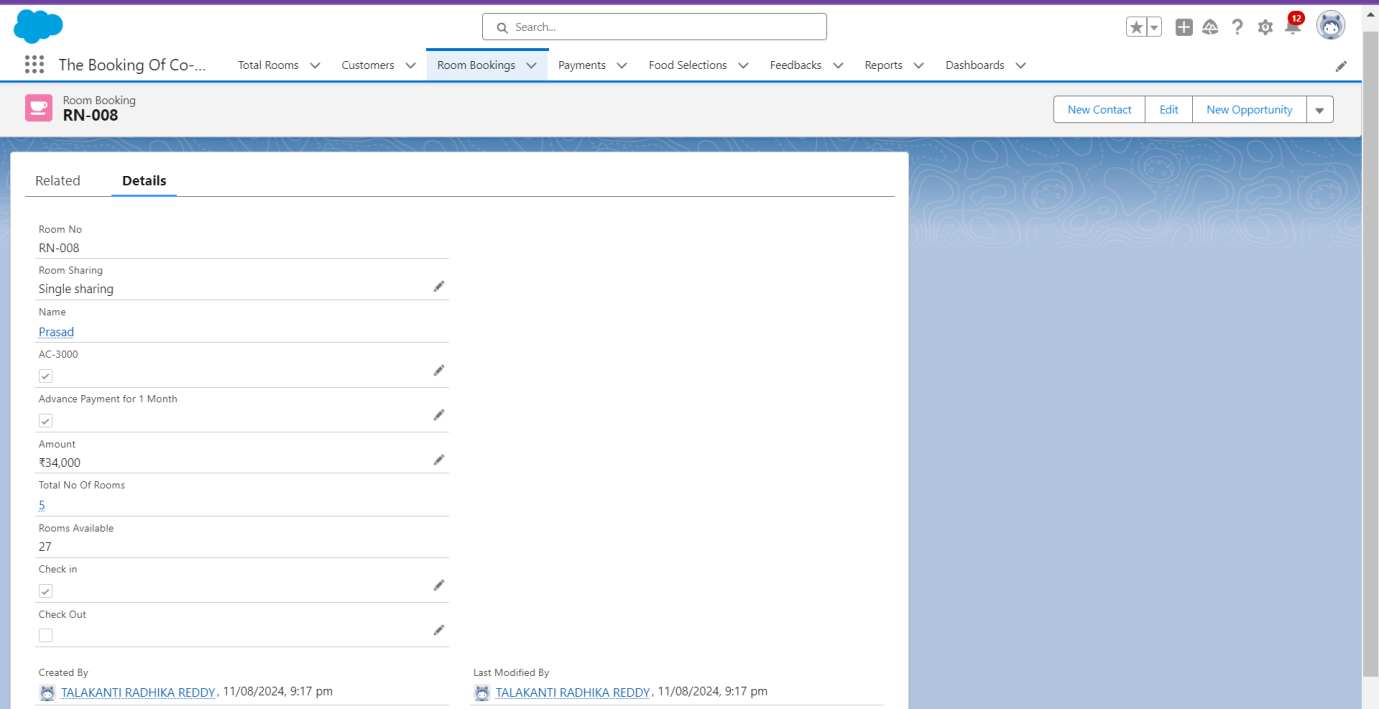 Search...
12
The Booking Of Co-... Total Rooms Customers Room Bookings Payments Food Selections Feedbacks Reports Dashboards
Room Booking
RN-008
New Contact Edit New Opportunity
Related Details
Room No
RN-008
Room Sharing
Single sharing
Name
Prasad
AC-3000
Advance Payment for 1 Month
Amount
₹34,000
Total No Of Rooms
5
Rooms Available
27
Check in
Check Out
Created By
TALAKANTI RADHIKA REDDY, 11/08/2024, 9:17 pm
Last Modified By
TALAKANTI RADHIKA REDDY, 11/08/2024, 9:17 pm